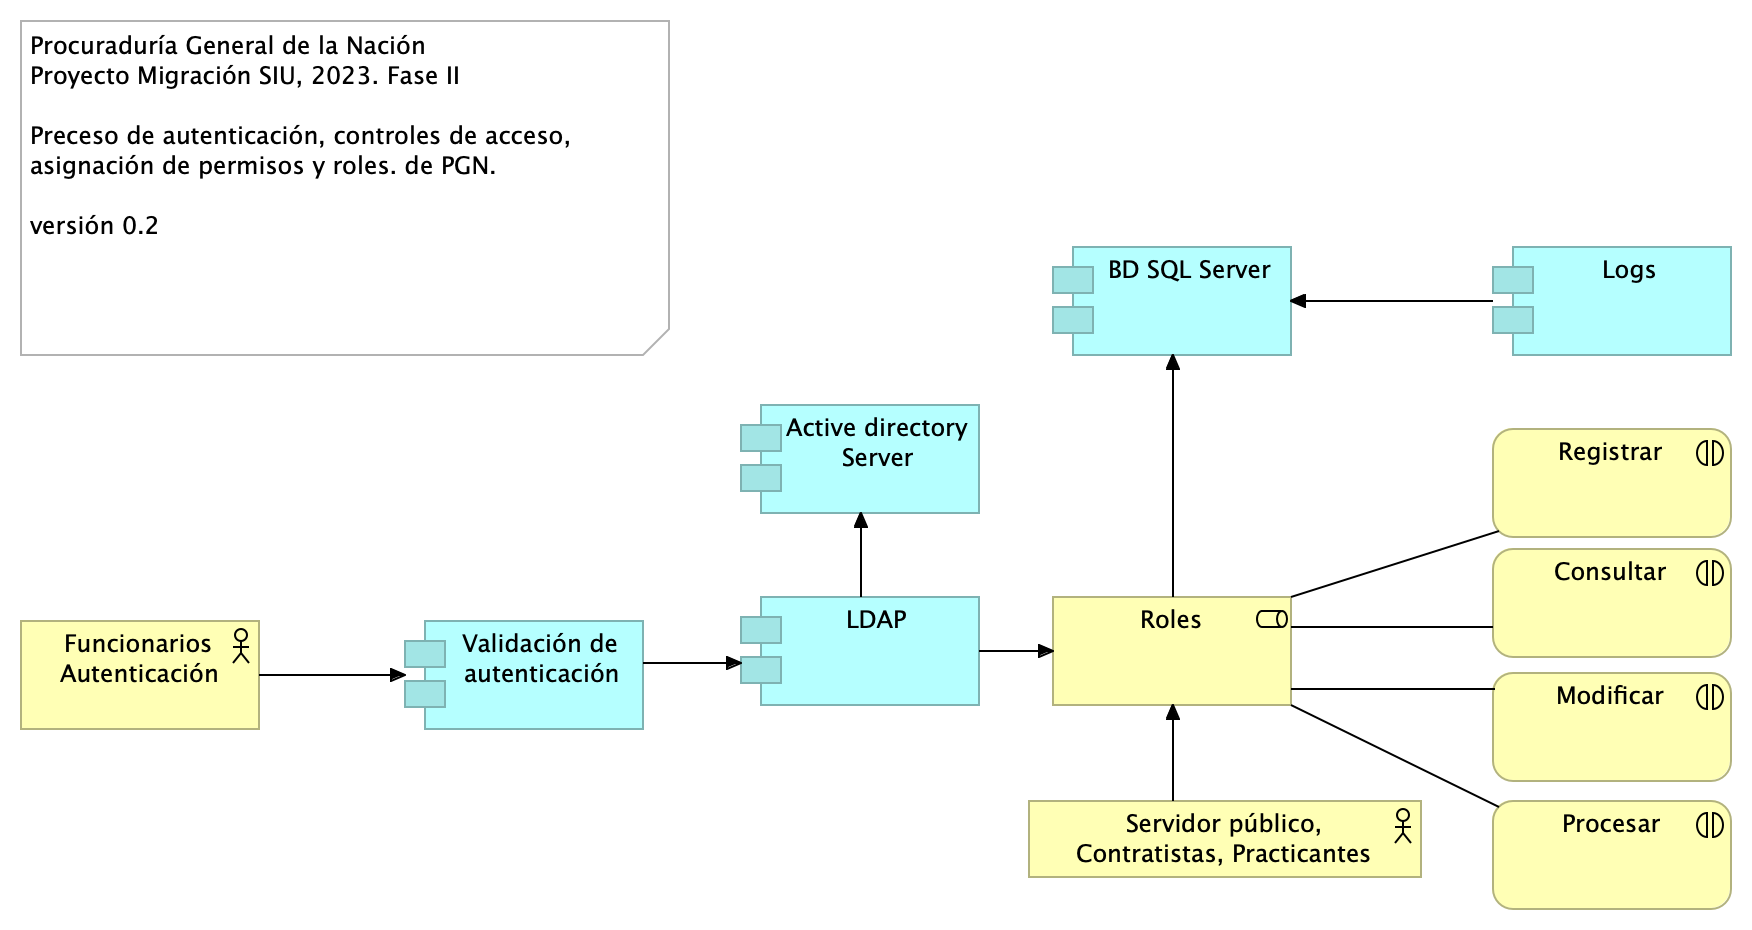 Procuraduría General de la Nación
Proyecto Migración SIU, 2023. Fase II
Preceso de autenticación, controles de acceso,
asignación de permisos y roles. de PGN.
versión 0.2
BD SQL Server
Logs
Active directory
Server
Registrar
Consultar
Funcionarios
Autenticación
Validación de
autenticación
LDAP
Roles
Modificar
Servidor público,
Contratistas, Practicantes
Procesar